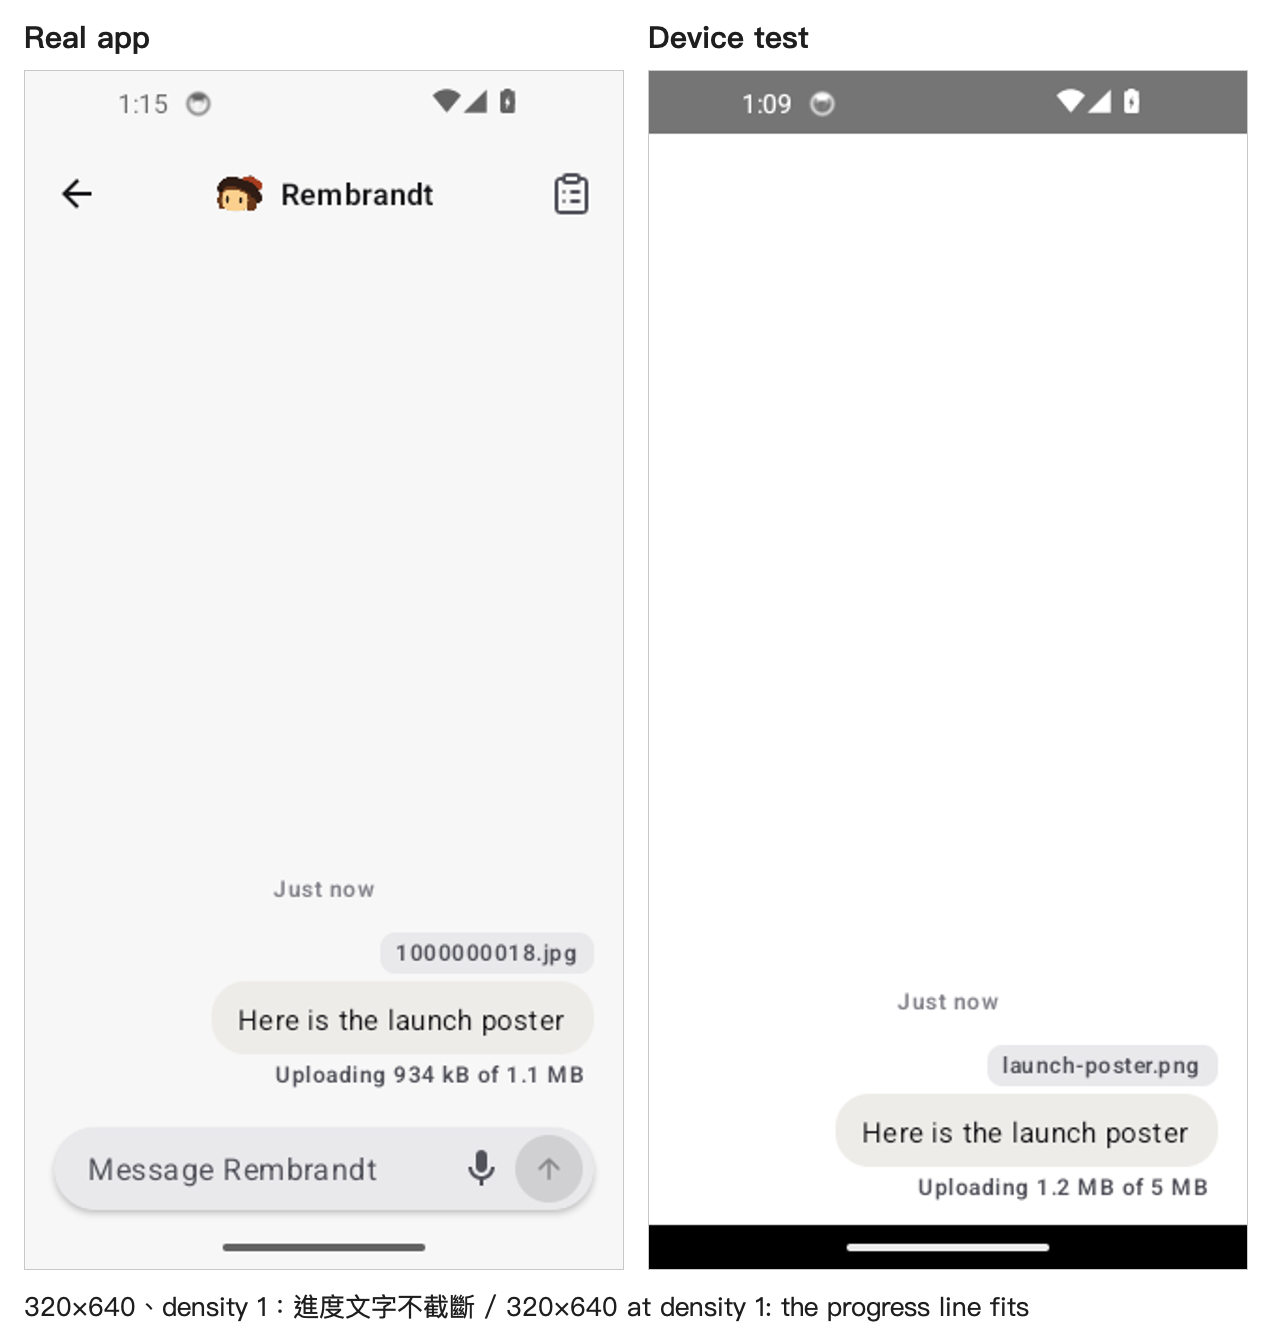 Real app
1:15
Rembrandt
Just now
1000000018.jpg
Here is the launch poster
Uploading 934 kB of 1.1 MB
Message Rembrandt
Device test
1:09
Just now
launch-poster.png
Here is the launch poster
Uploading 1.2 MB of 5 MB
320×640、density 1：進度文字不截斷 / 320×640 at density 1: the progress line fits